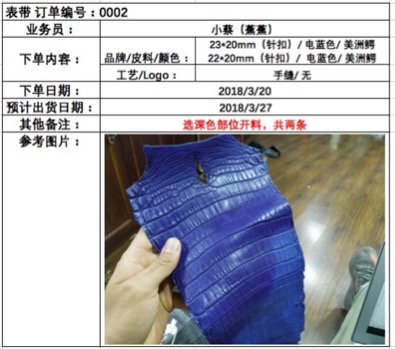 表带 订单编号：0002
业务员： 小蔡（蕉蕉）
下单内容： 品牌/皮料/颜色： 23*20mm（针扣）/ 电蓝色/ 美洲鳄
22*20mm（针扣）/ 电蓝色/ 美洲鳄
工艺/Logo： 手缝/ 无
下单日期： 2018/3/20
预计出货日期： 2018/3/27
其他备注： 选深色部位开料，共两条
参考图片：